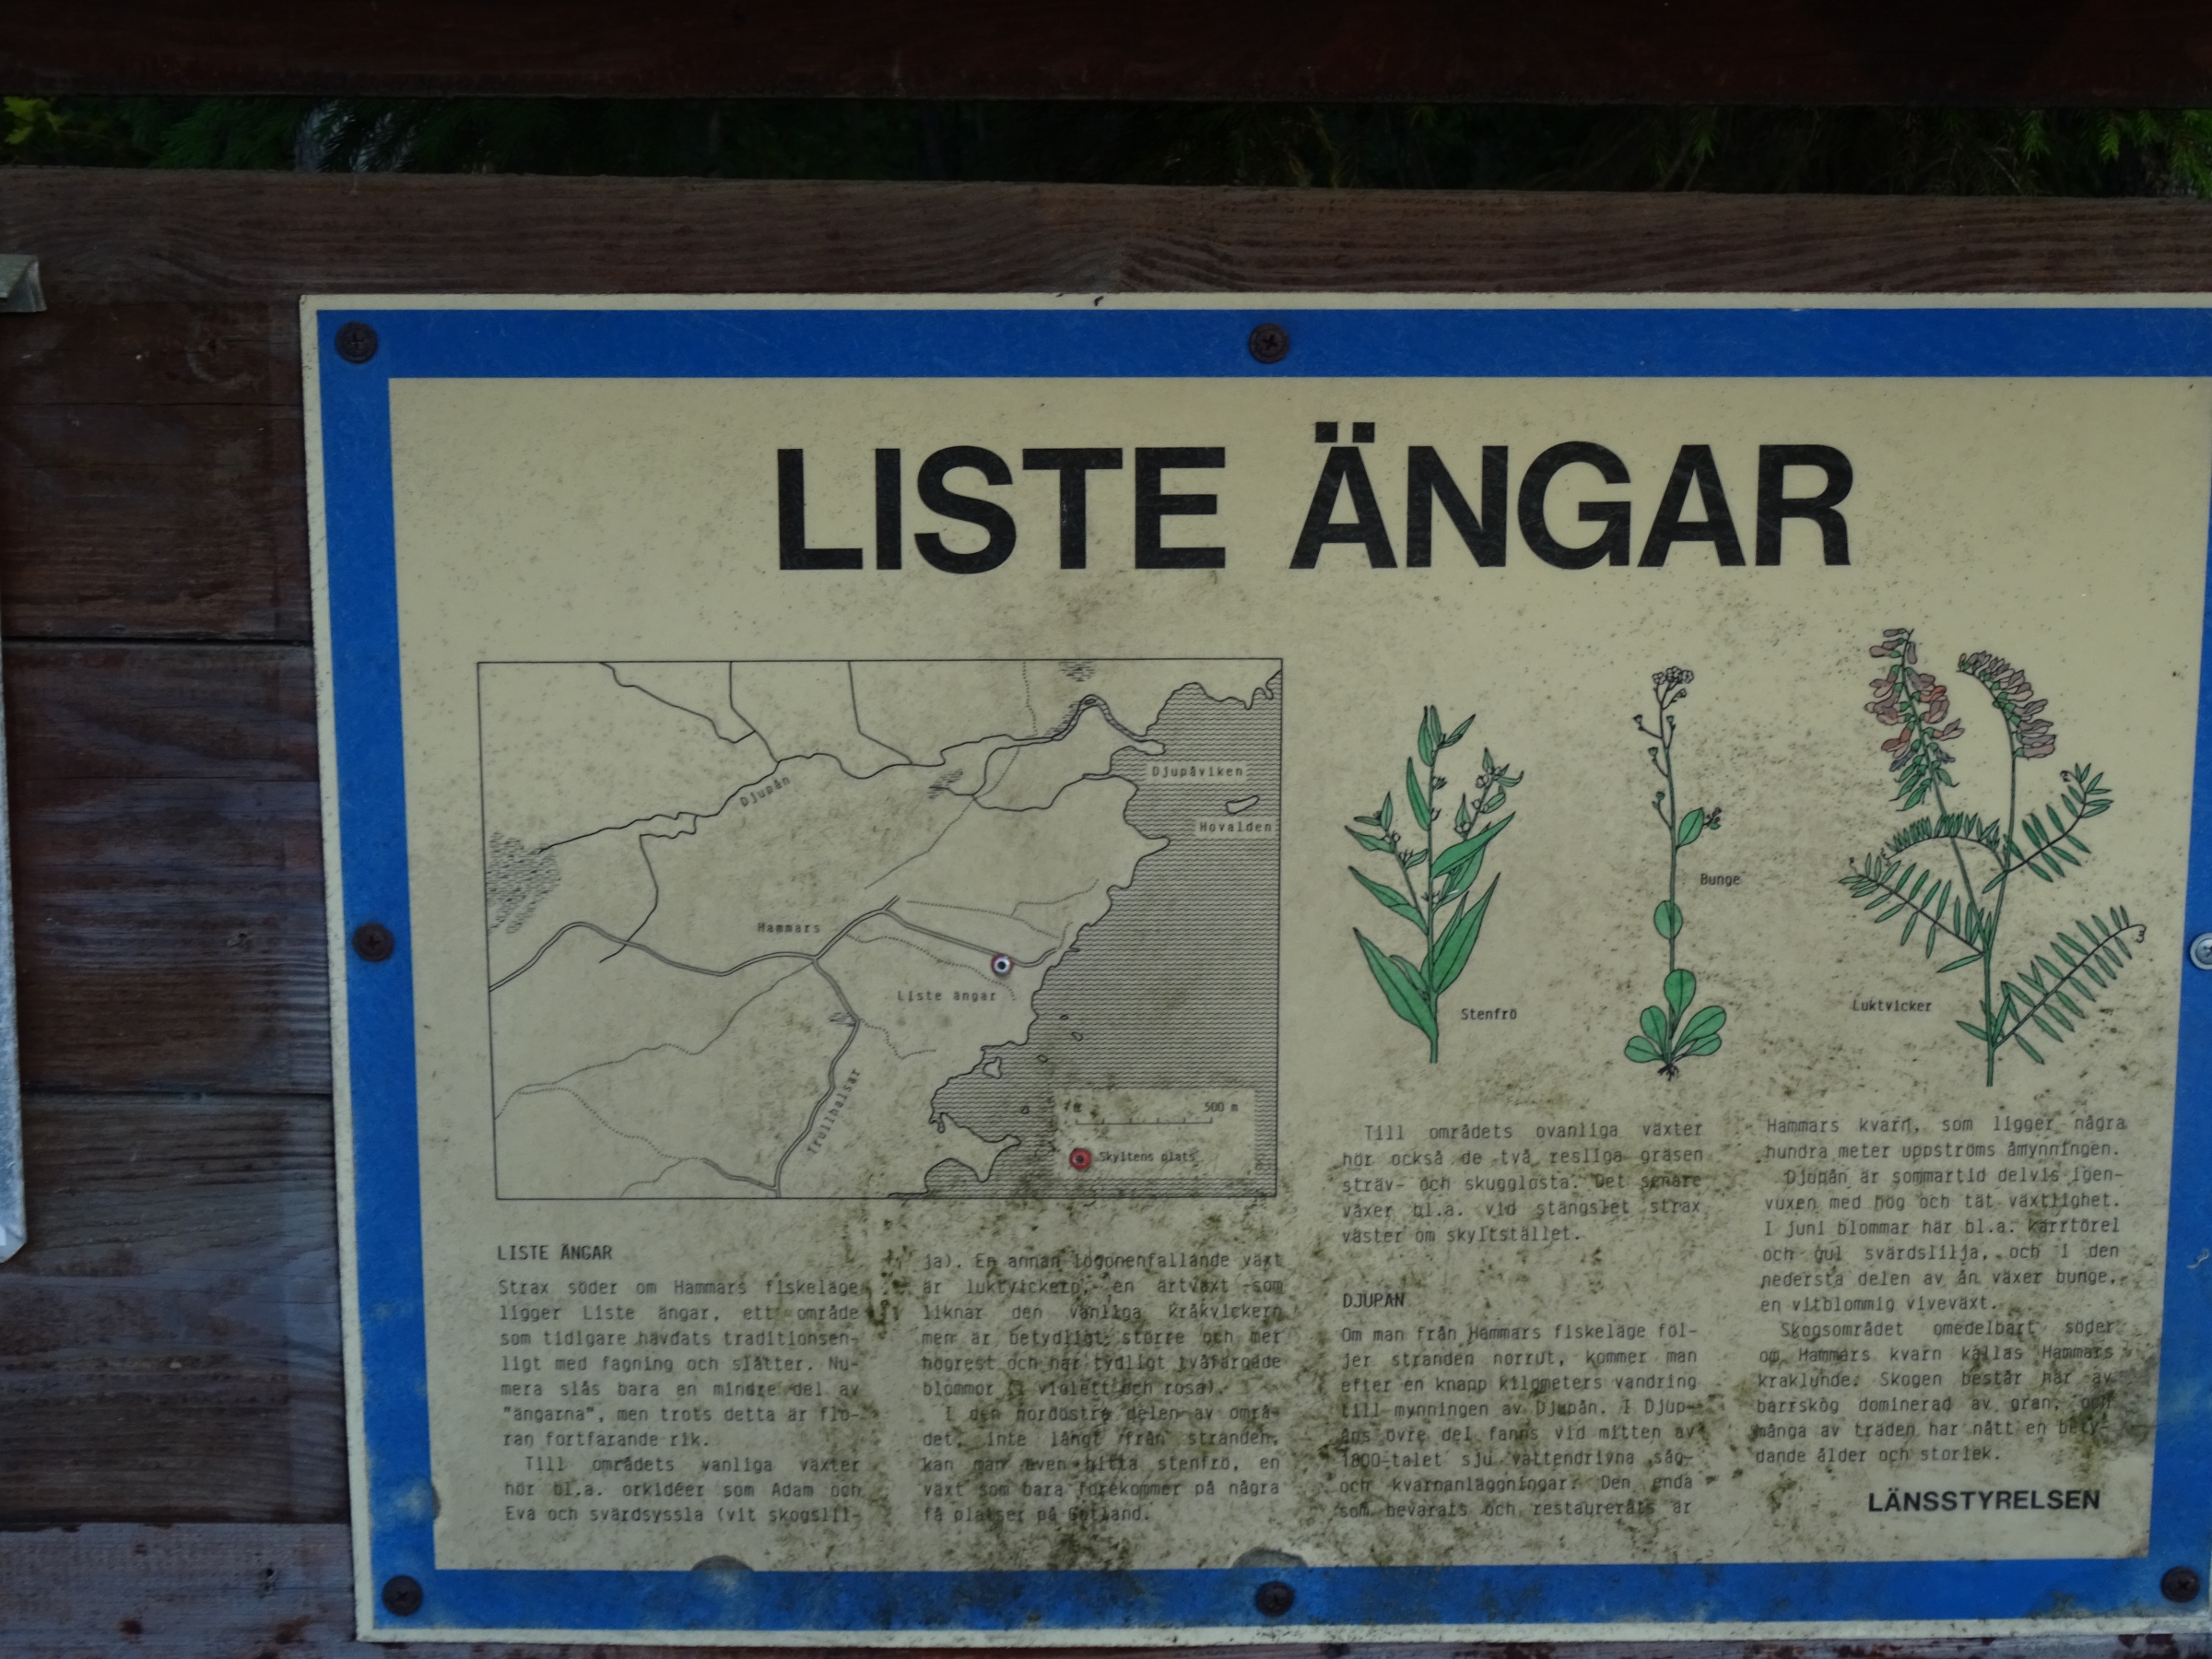 LISTE ÄNGAR
Djupån
Djupåviken
Hovalden
Hammars
Liste ängar
Trullhalsar
500 m
Skyltens plats
Stenfrö
Bunge
Luktvicker
LISTE ÄNGAR
Strax söder om Hammars fiskeläge
ligger Liste ängar, ett område
som tidigare hävdats traditionsen-
ligt med fagning och slåtter. Nu-
mera slås bara en mindre del av
"ängarna", men trots detta är flo-
ran fortfarande rik.
Till områdets vanliga växter
hör bl.a. orkidéer som Adam och
Eva och svärdsyssla (vit skogslil-
ja). En annan iögonenfallande växt
är luktvickern, en ärtväxt som
liknar den vanliga kråkvickern
men är betydligt större och mer
högrest och har tydligt tvåfärgade
blommor (i violett och rosa).
I den nordöstra delen av områ-
det, inte långt från stranden,
kan man även hitta stenfrö, en
växt som bara förekommer på några
få platser på Gotland.
Till områdets ovanliga växter
hör också de två resliga gräsen
sträv- och skugglosta. Det senare
växer bl.a. vid stängslet strax
väster om skyltstället.
DJUPÅN
Om man från Hammars fiskeläge föl-
jer stranden norrut, kommer man
efter en knapp kilometers vandring
till mynningen av Djupån. I Djup-
åns övre del fanns vid mitten av
1800-talet sju vattendrivna såg-
och kvarnanläggningar. Den enda
som bevarats och restaurerats är
Hammars kvarn, som ligger några
hundra meter uppströms åmynningen.
Djupån är sommartid delvis igen-
vuxen med hög och tät växtlighet.
I juni blommar här bl.a. kärrtörel
och gul svärdslilja, och i den
nedersta delen av ån växer bunge,
en vitblommig viveväxt.
Skogsområdet omedelbart söder
om Hammars kvarn kallas Hammars
kraklunde. Skogen består här av
barrskog dominerad av gran, och
många av träden har nått en bety-
dande ålder och storlek.
LÄNSSTYRELSEN